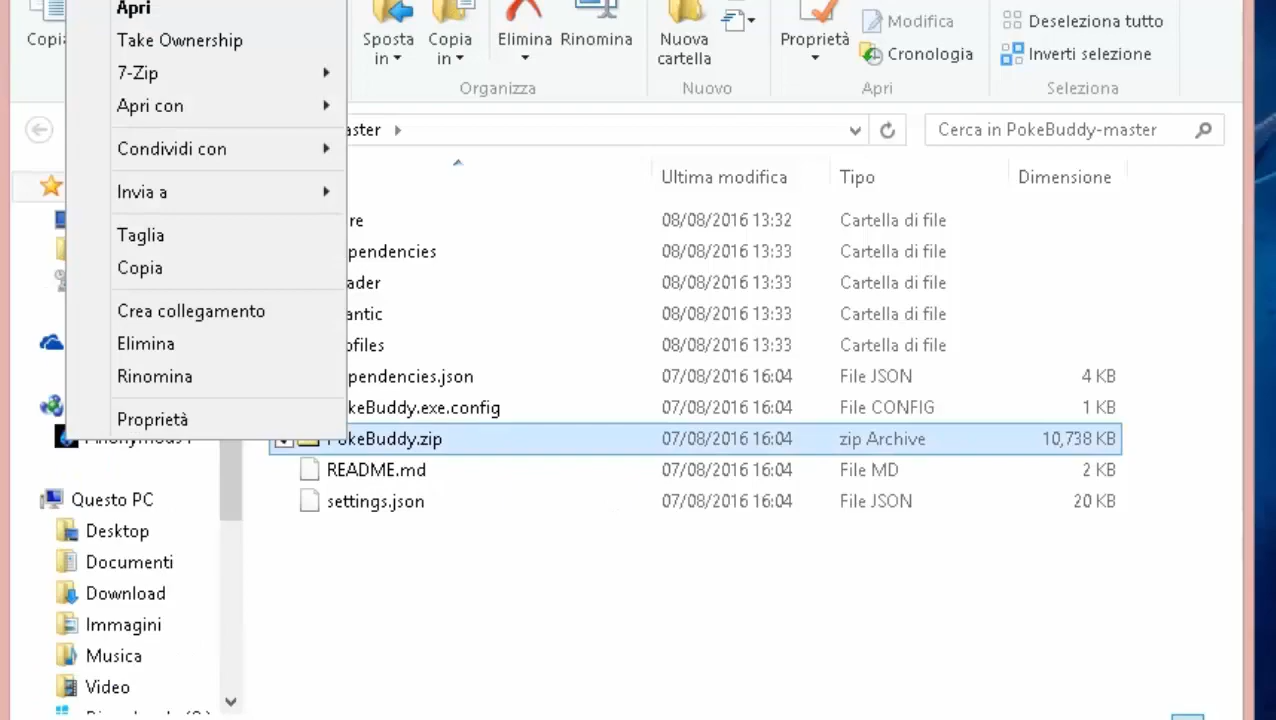 Apri
Take Ownership
7-Zip
Apri con
Condividi con
Invia a
Taglia
Copia
Crea collegamento
Elimina
Rinomina
Proprietà
Copia
Sposta in
Copia in
Elimina
Rinomina
Organizza
Nuova cartella
Nuovo
Proprietà
Modifica
Cronologia
Apri
Deseleziona tutto
Inverti selezione
Seleziona
aster
Cerca in PokeBuddy-master
Ultima modifica Tipo Dimensione
re 08/08/2016 13:32 Cartella di file
pendencies 08/08/2016 13:33 Cartella di file
ader 08/08/2016 13:33 Cartella di file
antic 08/08/2016 13:33 Cartella di file
ofiles 08/08/2016 13:33 Cartella di file
pendencies.json 07/08/2016 16:04 File JSON 4 KB
keBuddy.exe.config 07/08/2016 16:04 File CONFIG 1 KB
PokeBuddy.zip 07/08/2016 16:04 zip Archive 10,738 KB
README.md 07/08/2016 16:04 File MD 2 KB
settings.json 07/08/2016 16:04 File JSON 20 KB
Questo PC
Desktop
Documenti
Download
Immagini
Musica
Video